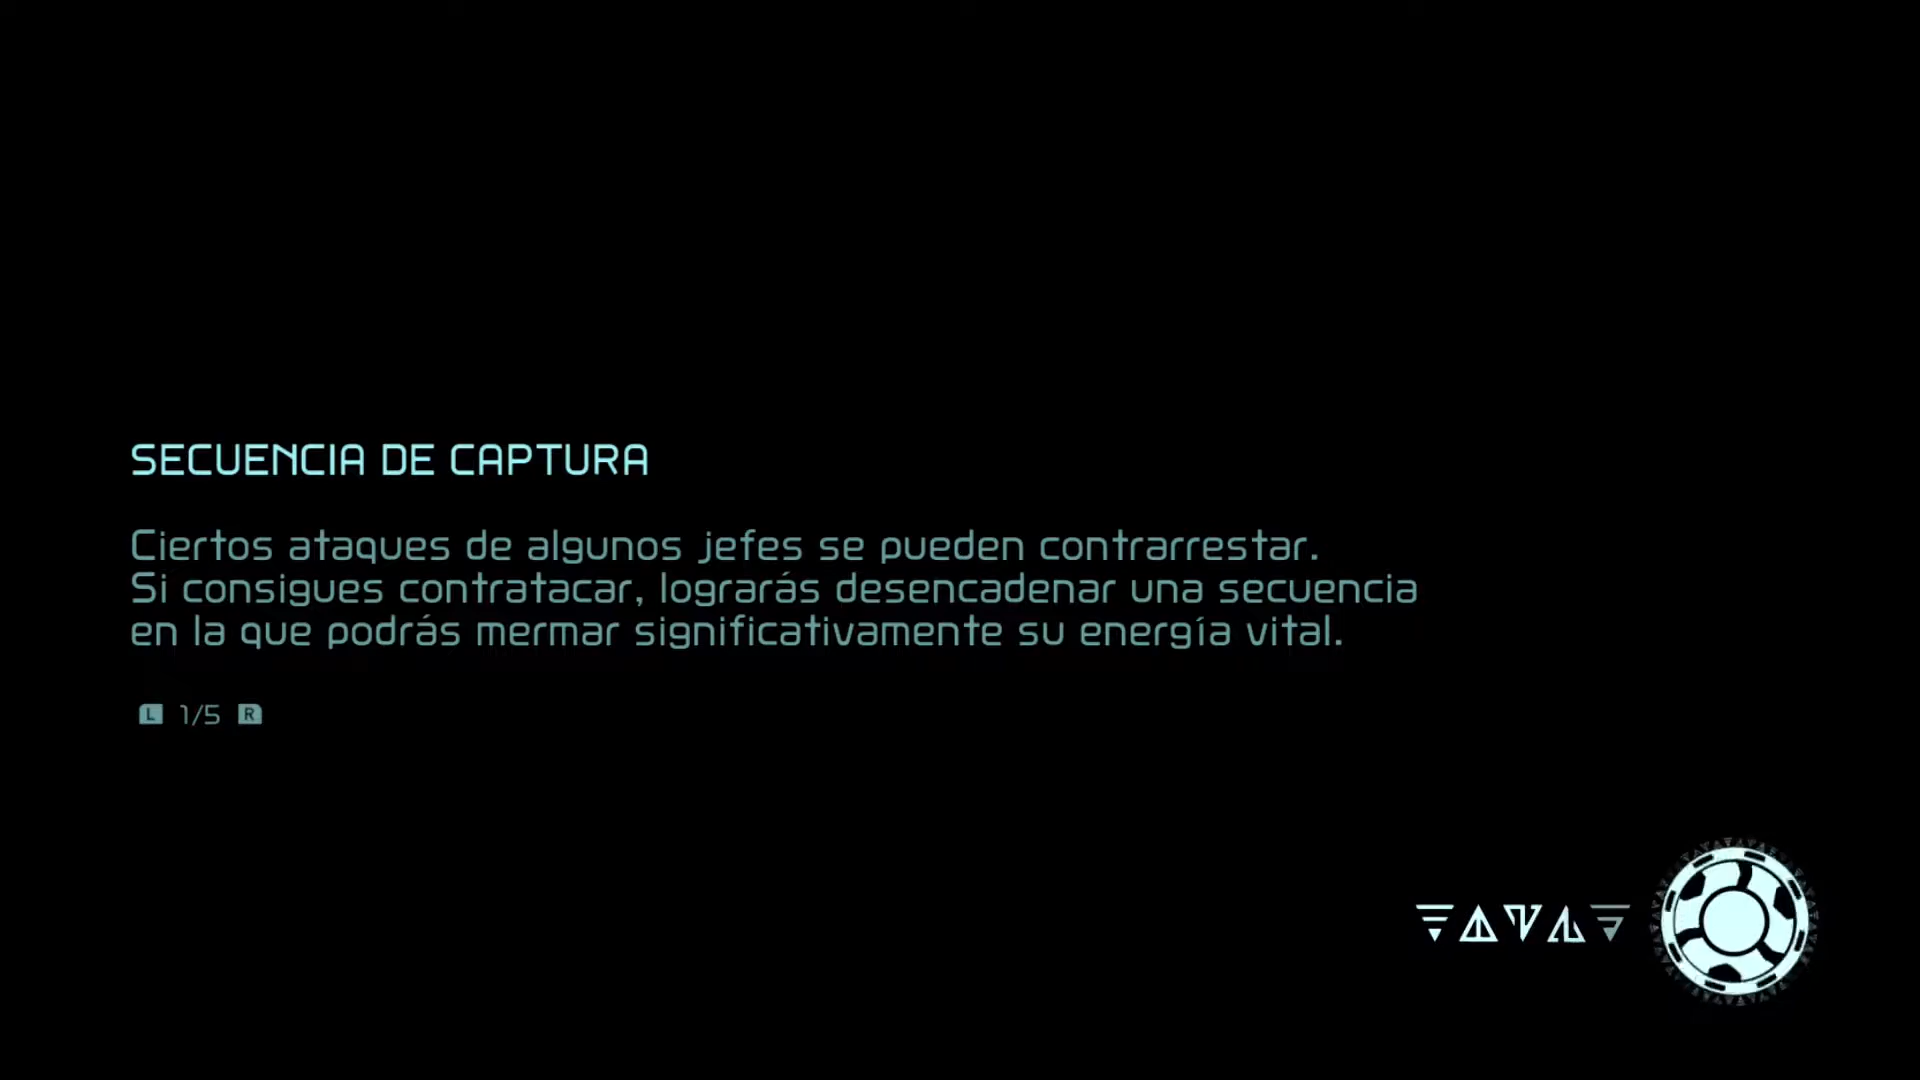 SECUENCIA DE CAPTURA
Ciertos ataques de algunos jefes se pueden contrarrestar.
Si consigues contratacar, lograrás desencadenar una secuencia
en la que podrás mermar significativamente su energía vital.
L 1/5 R